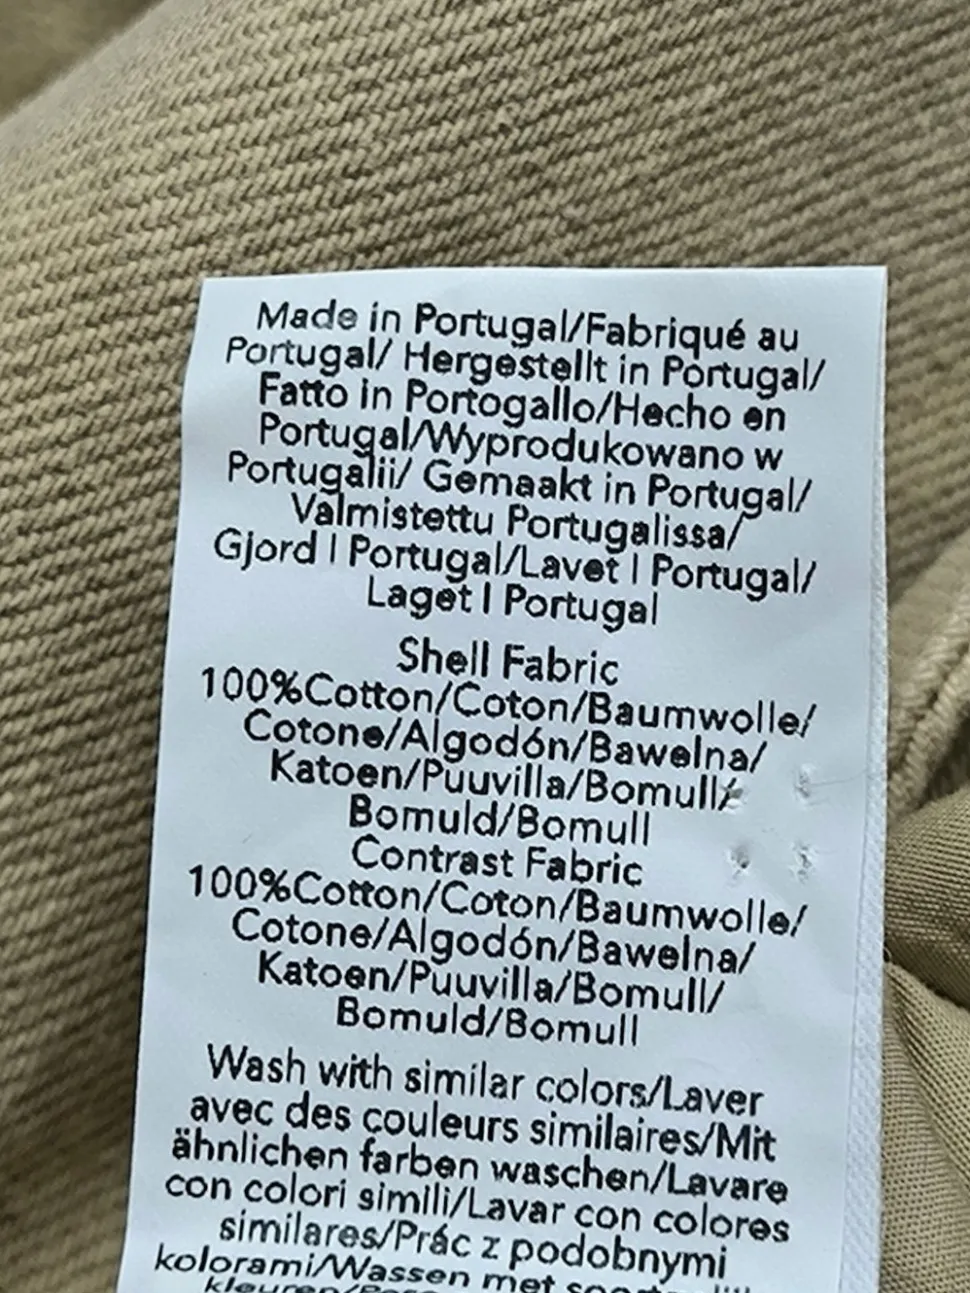 Made in Portugal/Fabriqué au
Portugal/ Hergestellt in Portugal/
Fatto in Portogallo/Hecho en
Portugal/Wyprodukowano w
Portugalii/ Gemaakt in Portugal/
Valmistettu Portugalissa/
Gjord I Portugal/Lavet I Portugal/
Laget I Portugal
Shell Fabric
100%Cotton/Coton/Baumwolle/
Cotone/Algodón/Bawelna/
Katoen/Puuvilla/Bomull/
Bomuld/Bomull
Contrast Fabric
100%Cotton/Coton/Baumwolle/
Cotone/Algodón/Bawelna/
Katoen/Puuvilla/Bomull/
Bomuld/Bomull
Wash with similar colors/Laver
avec des couleurs similaires/Mit
ähnlichen farben waschen/Lavare
con colori simili/Lavar con colores
similares/Prác z podobnymi
kolorami/Wassen met
kleuren/